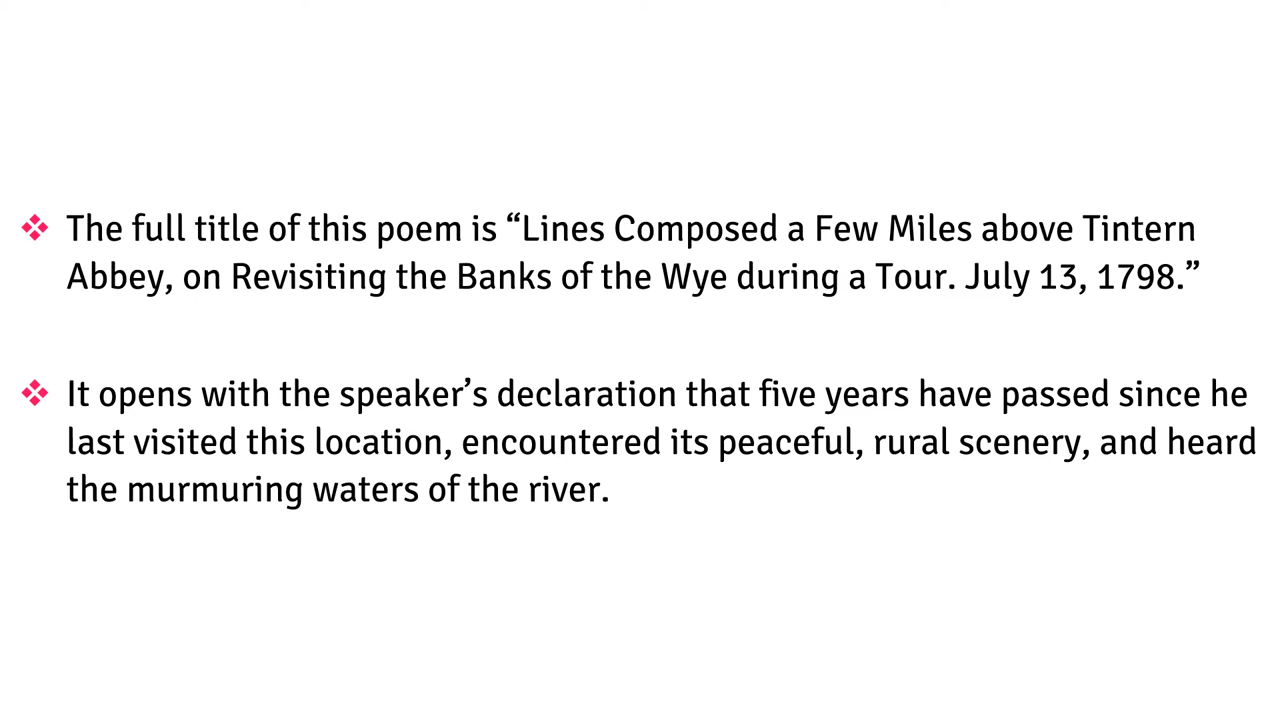 ❖ The full title of this poem is “Lines Composed a Few Miles above Tintern
Abbey, on Revisiting the Banks of the Wye during a Tour. July 13, 1798.”
❖ It opens with the speaker’s declaration that five years have passed since he
last visited this location, encountered its peaceful, rural scenery, and heard
the murmuring waters of the river.